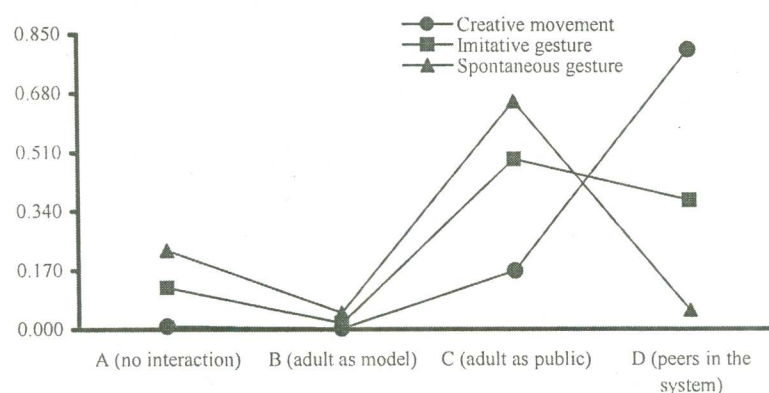 0.850
Creative movement
Imitative gesture
0.680
Spontaneous gesture
0.510
0.340
0.170
0.000
A (no interaction)
B (adult as model)
C (adult as public)
D (peers in the
system)